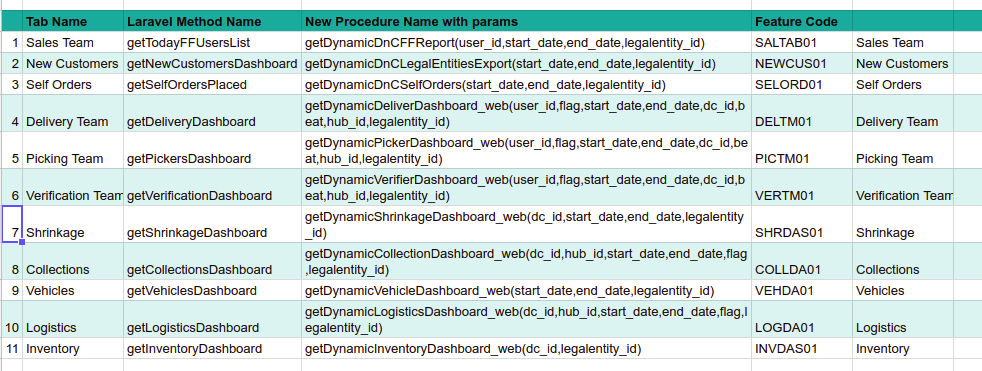 Tab Name Laravel Method Name New Procedure Name with params Feature Code
1 Sales Team getTodayFFUsersList getDynamicDnCFFReport(user_id,start_date,end_date,legalentity_id) SALTAB01 Sales Team
2 New Customers getNewCustomersDashboard getDynamicDnCLegalEntitiesExport(start_date,end_date,legalentity_id) NEWCUS01 New Customers
3 Self Orders getSelfOrdersPlaced getDynamicDnCSelfOrders(start_date,end_date,legalentity_id) SELORD01 Self Orders
getDynamicDeliverDashboard_web(user_id,flag,start_date,end_date,dc_id,b
4 Delivery Team getDeliveryDashboard eat,hub_id,legalentity_id) DELTM01 Delivery Team
getDynamicPickerDashboard_web(user_id,flag,start_date,end_date,dc_id,be
5 Picking Team getPickersDashboard at,hub_id,legalentity_id) PICTM01 Picking Team
getDynamicVerifierDashboard_web(user_id,flag,start_date,end_date,dc_id,b
6 Verification Team getVerificationDashboard eat,hub_id,legalentity_id) VERTM01 Verification Team
getDynamicShrinkageDashboard_web(dc_id,start_date,end_date,legalentity
7 Shrinkage getShrinkageDashboard _id) SHRDAS01 Shrinkage
getDynamicCollectionDashboard_web(dc_id,hub_id,start_date,end_date,flag
8 Collections getCollectionsDashboard ,legalentity_id) COLLDA01 Collections
9 Vehicles getVehiclesDashboard getDynamicVehicleDashboard_web(start_date,end_date,legalentity_id) VEHDA01 Vehicles
getDynamicLogisticsDashboard_web(dc_id,hub_id,start_date,end_date,flag,l
10 Logistics getLogisticsDashboard egalentity_id) LOGDA01 Logistics
11 Inventory getInventoryDashboard getDynamicInventoryDashboard_web(dc_id,legalentity_id) INVDAS01 Inventory